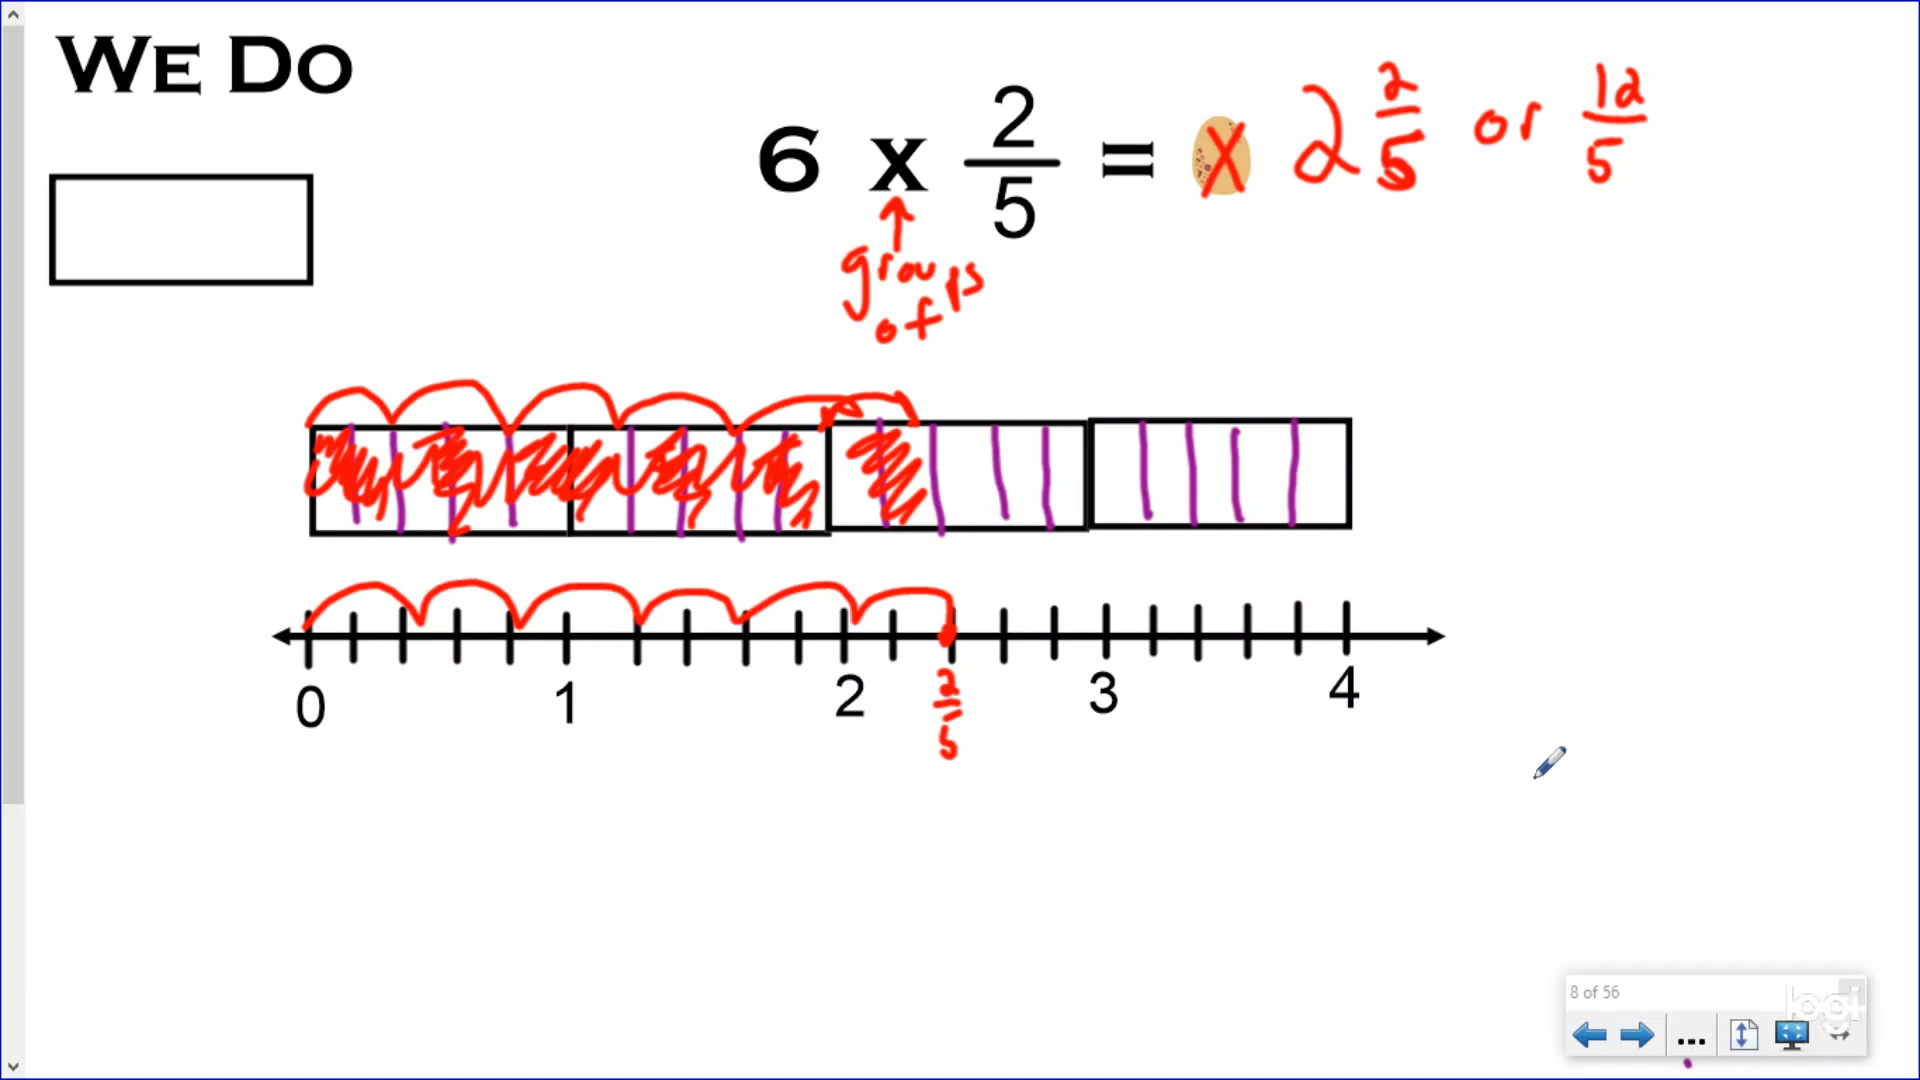 WE DO
6 x 2/5 = X 2 2/5 or 12/5
groups
of
0 1 2 3 4
2/5
8 of 56
logi